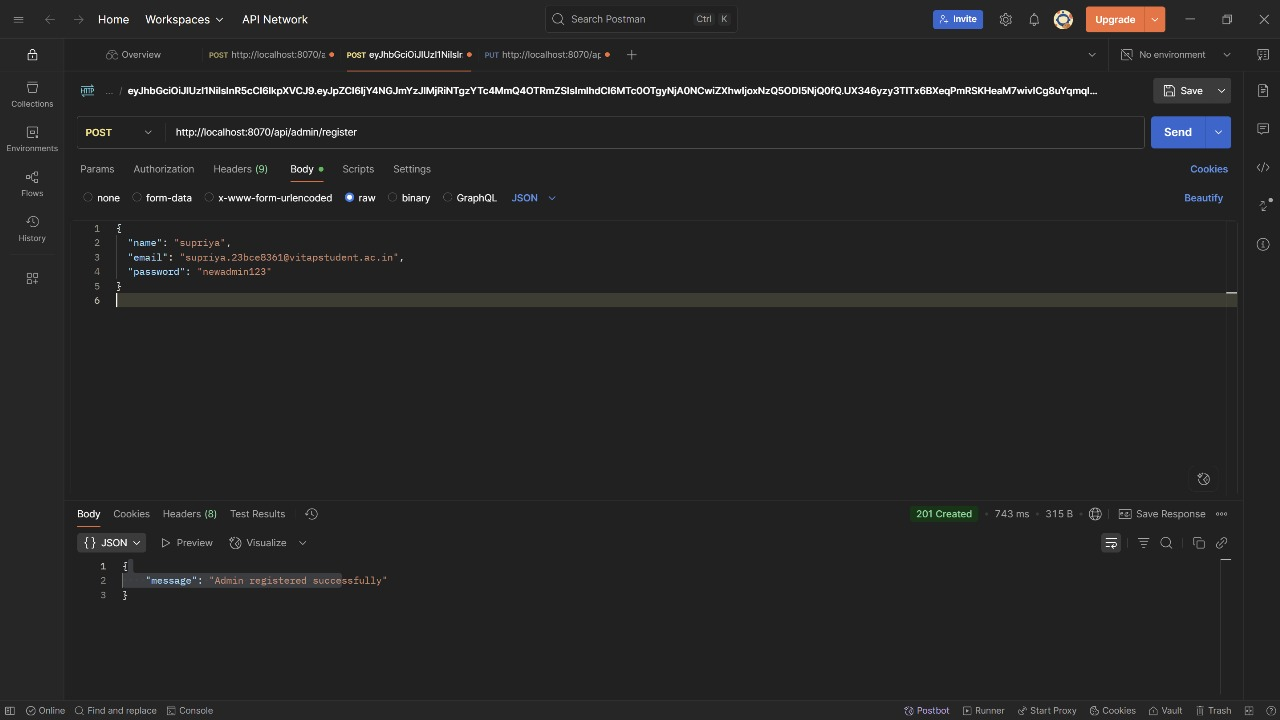 Home
Workspaces
API Network
Search Postman
Ctrl
K
Invite
Upgrade
Overview
POST http://localhost:8070/a
POST
PUT http://localhost:8070/ap
No environment
... /
Save
POST
http://localhost:8070/api/admin/register
Send
Collections
Environments
Flows
History
Params
Authorization
Headers (9)
Body
Scripts
Settings
Cookies
none
form-data
x-www-form-urlencoded
raw
binary
GraphQL
JSON
Beautify
1 {
2 "name": "supriya",
3 "email": "supriya.23bce8361@vitapstudent.ac.in",
4 "password": "newadmin123"
5 }
6
Body
Cookies
Headers (8)
Test Results
201 Created
743 ms
315 B
Save Response
{} JSON
Preview
Visualize
1 {
2 "message": "Admin registered successfully"
3 }
Online
Find and replace
Console
Postbot
Runner
Start Proxy
Cookies
Vault
Trash